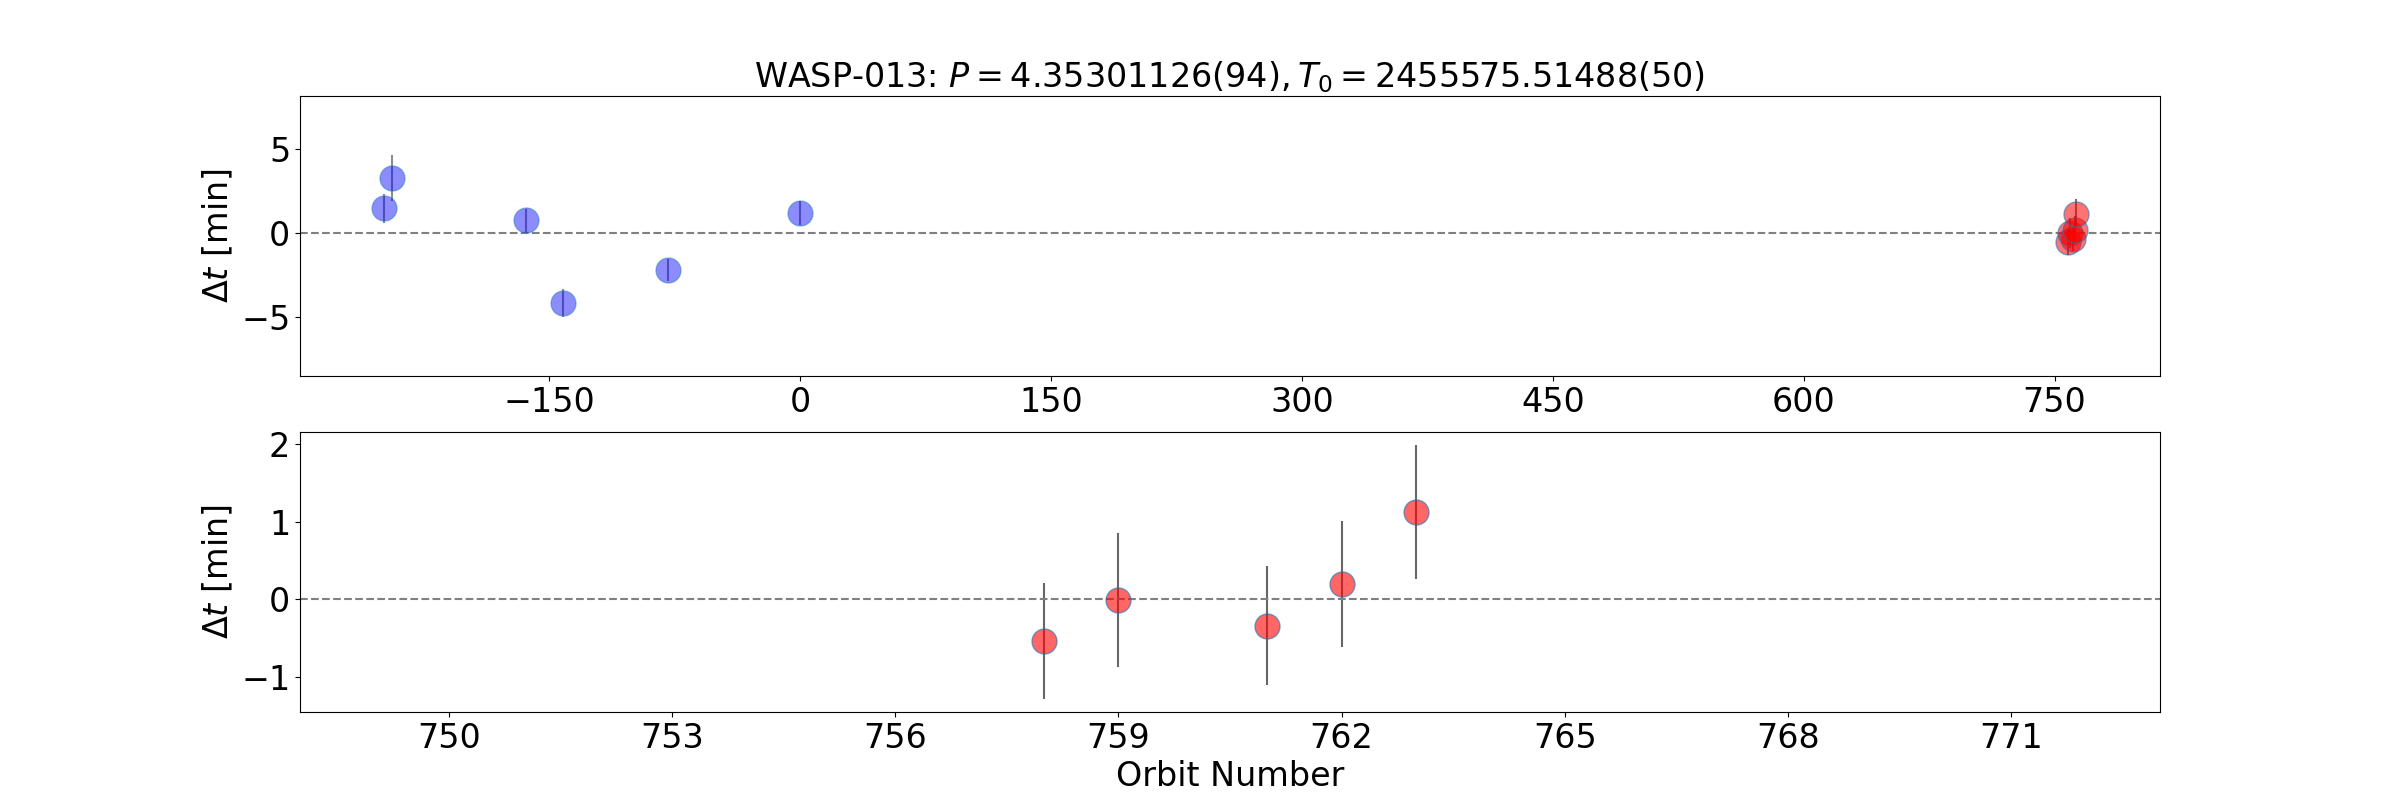 WASP-013: P = 4.35301126(94), T₀ = 2455575.51488(50)
Δt [min]
5
0
−5
−150 0 150 300 450 600 750
Δt [min]
2
1
0
−1
750 753 756 759 762 765 768 771
Orbit Number